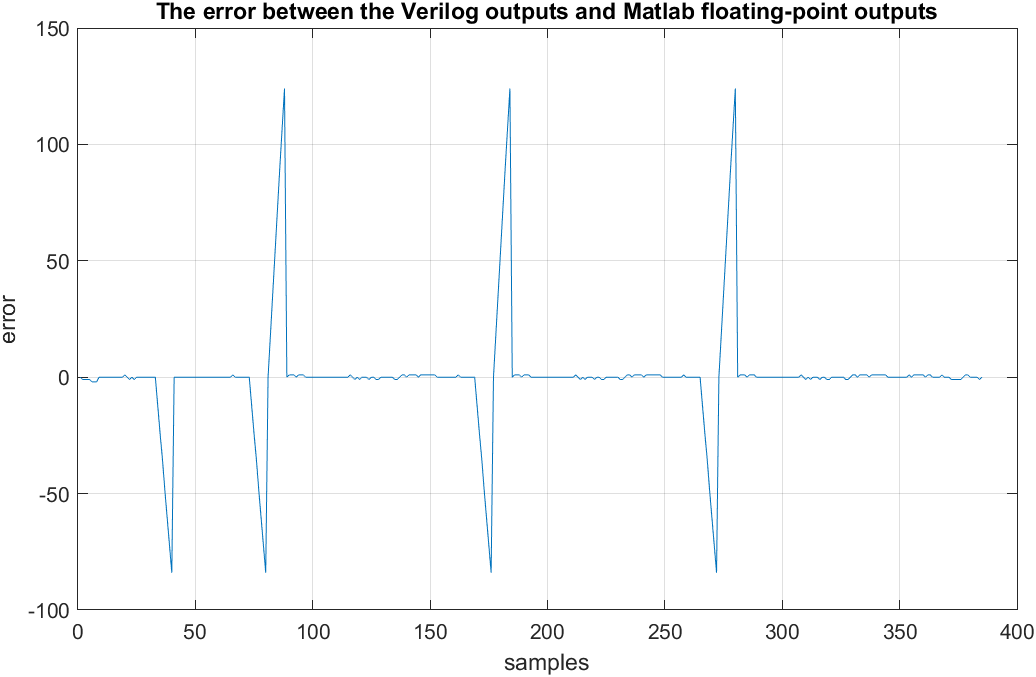 The error between the Verilog outputs and Matlab floating-point outputs
150
100
50
0
-50
-100
error
0 50 100 150 200 250 300 350 400
samples